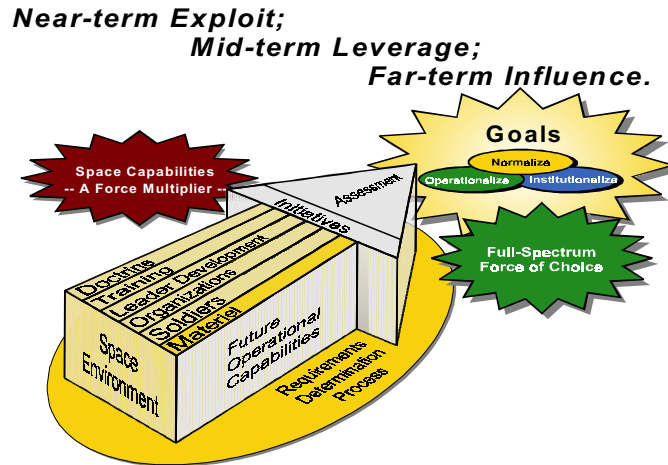 Near-term Exploit;
Mid-term Leverage;
Far-term Influence.
Goals
Normalize
Operationalize
Institutionalize
Space Capabilities
-- A Force Multiplier --
Assessment
Initiatives
Full-Spectrum
Force of Choice
Doctrine
Training
Leader Development
Organizations
Soldiers
Materiel
Space
Environment
Future
Operational
Capabilities
Requirements
Determination
Process